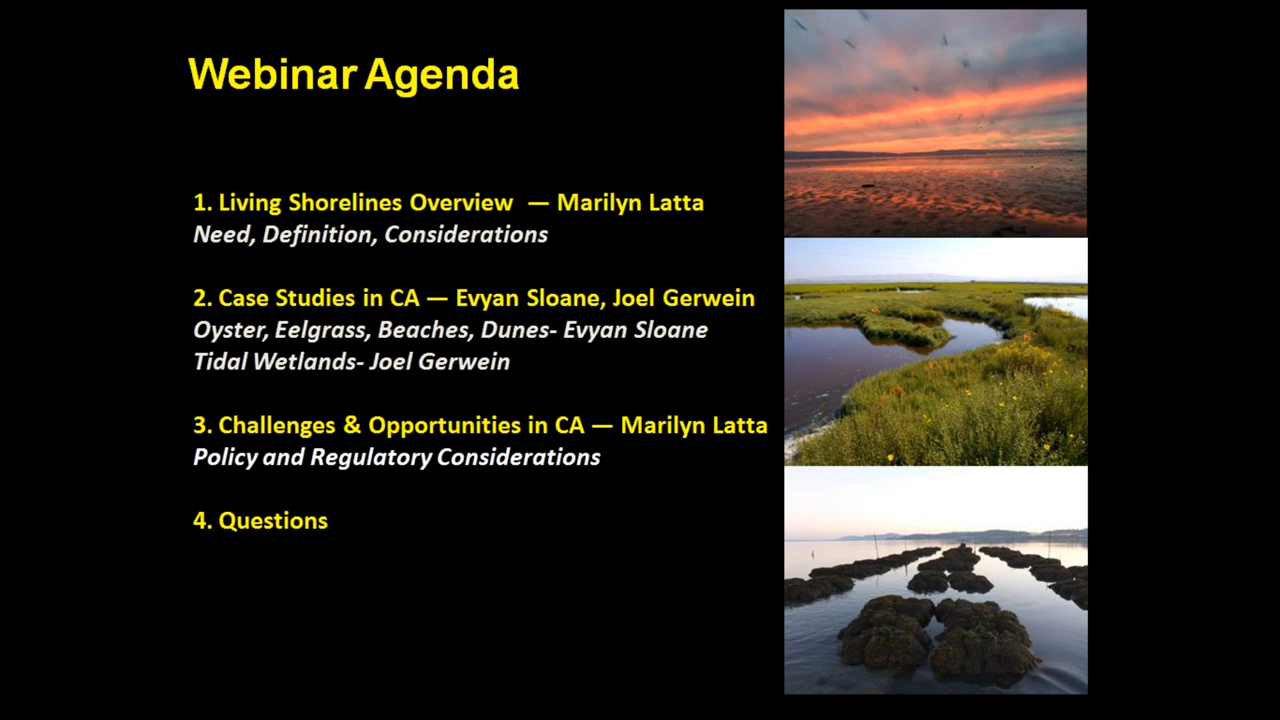 Webinar Agenda
1. Living Shorelines Overview — Marilyn Latta
Need, Definition, Considerations
2. Case Studies in CA — Evyan Sloane, Joel Gerwein
Oyster, Eelgrass, Beaches, Dunes- Evyan Sloane
Tidal Wetlands- Joel Gerwein
3. Challenges & Opportunities in CA — Marilyn Latta
Policy and Regulatory Considerations
4. Questions